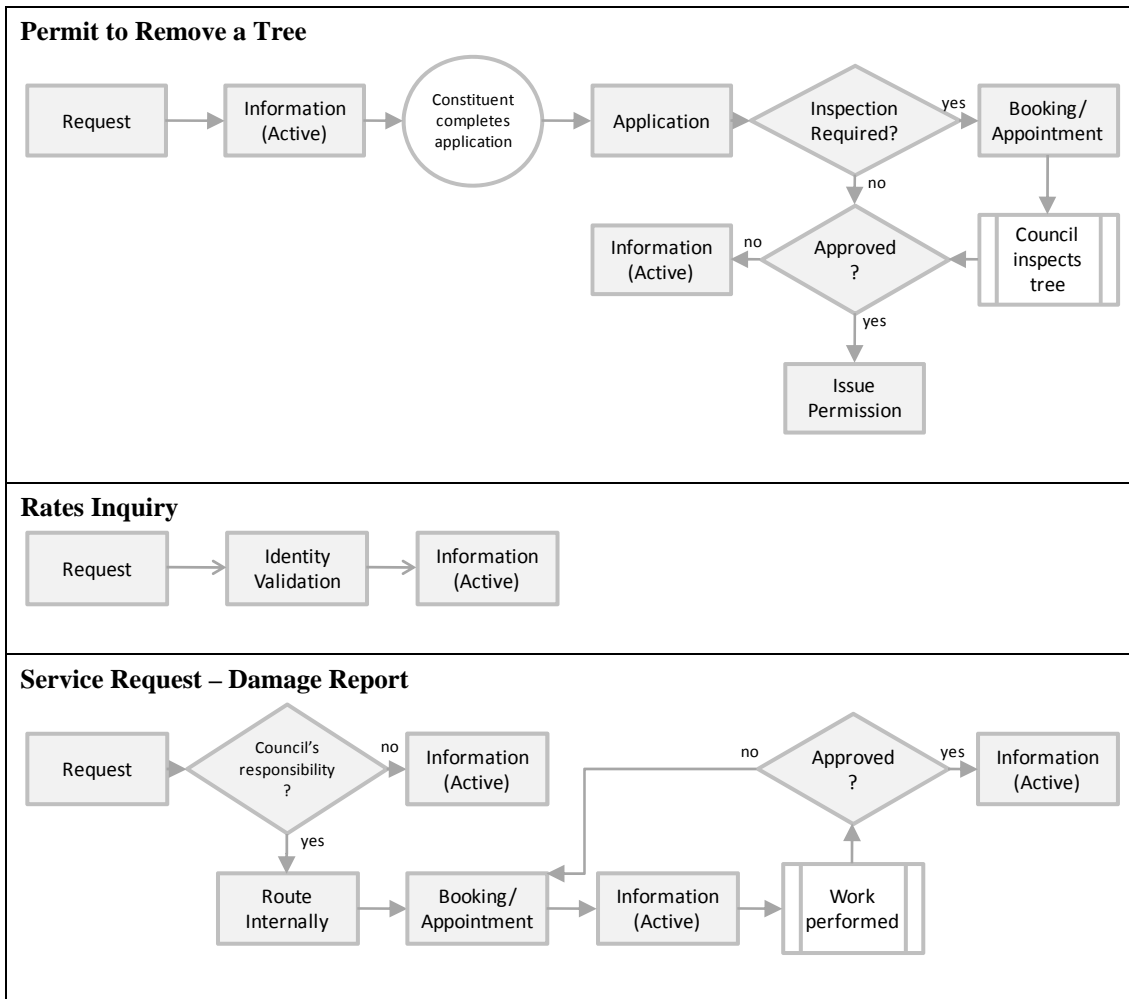 Permit to Remove a Tree
Request
Information
(Active)
Constituent
completes
application
Application
Inspection
Required?
yes
Booking/
Appointment
no
Information
(Active)
no
Approved
?
Council
inspects
tree
yes
Issue
Permission
Rates Inquiry
Request
Identity
Validation
Information
(Active)
Service Request – Damage Report
Request
Council's
responsibility
?
no
Information
(Active)
no
Approved
?
yes
Information
(Active)
yes
Route
Internally
Booking/
Appointment
Information
(Active)
Work
performed